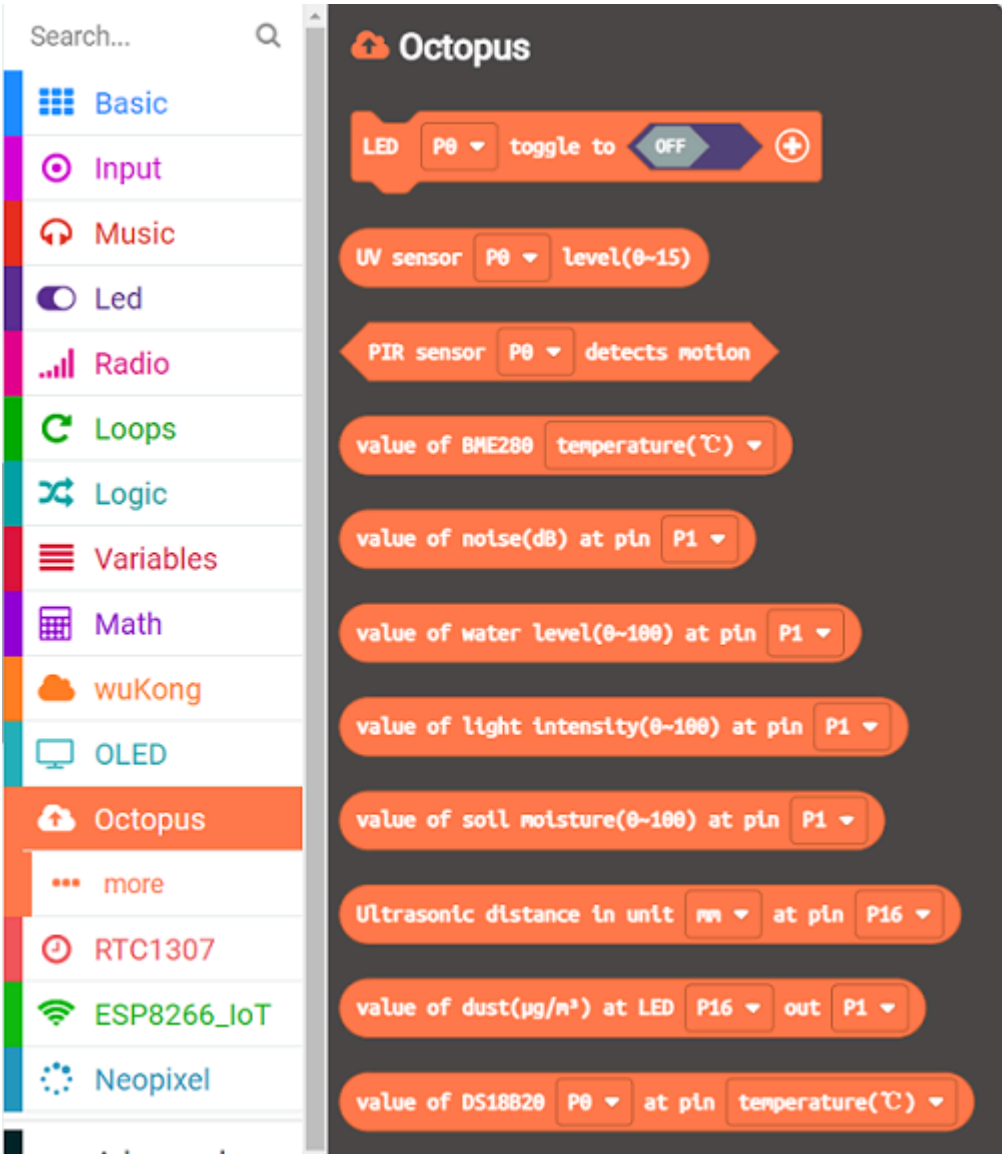 Search...
Basic
Input
Music
Led
Radio
Loops
Logic
Variables
Math
wuKong
OLED
Octopus
more
RTC1307
ESP8266_IoT
Neopixel
Octopus
LED P0 toggle to OFF
UV sensor P0 level(0~15)
PIR sensor P0 detects motion
value of BME280 temperature(℃)
value of noise(dB) at pin P1
value of water level(0~100) at pin P1
value of light intensity(0~100) at pin P1
value of soil moisture(0~100) at pin P1
Ultrasonic distance in unit mm at pin P16
value of dust(μg/m³) at LED P16 out P1
value of DS18B20 P0 at pin temperature(℃)